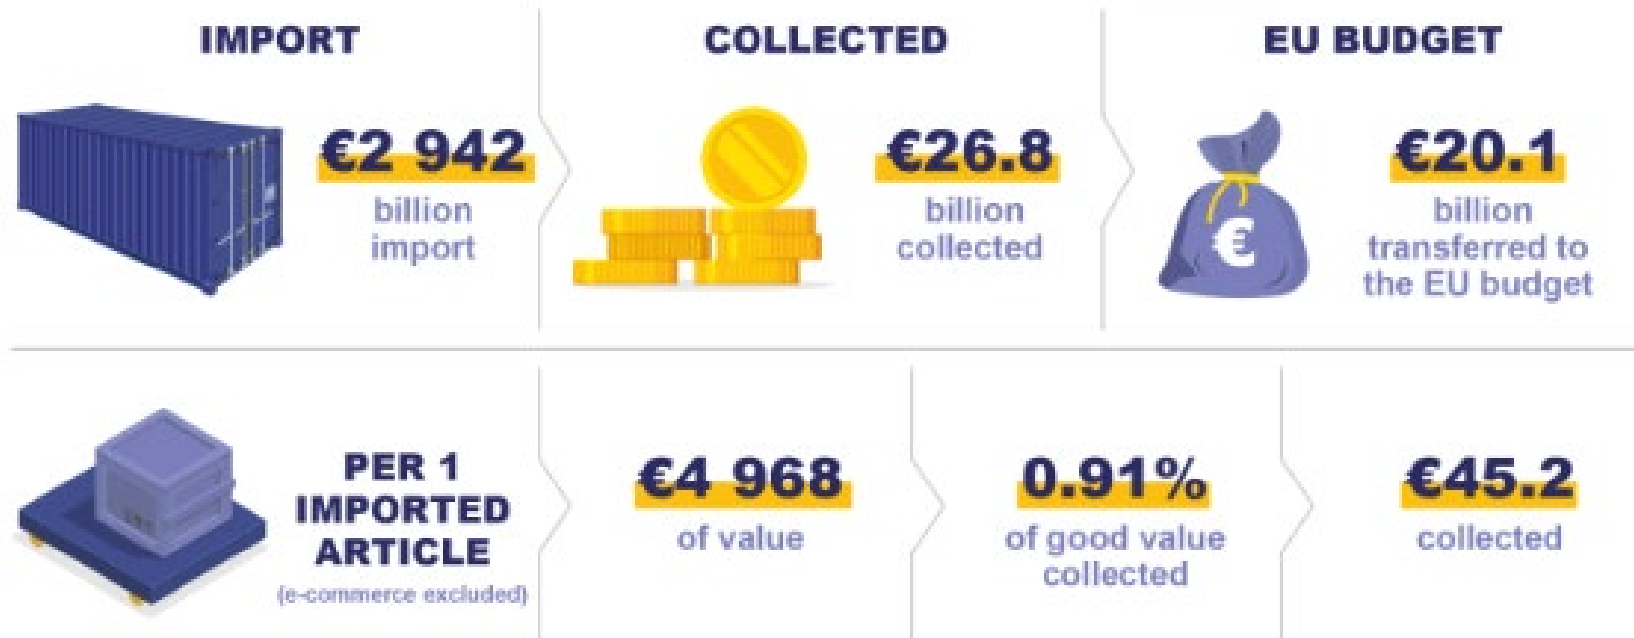 IMPORT
€2 942
billion
import
COLLECTED
€26.8
billion
collected
EU BUDGET
€
€20.1
billion
transferred to
the EU budget
PER 1
IMPORTED
ARTICLE
(e-commerce excluded)
€4 968
of value
0.91%
of good value
collected
€45.2
collected